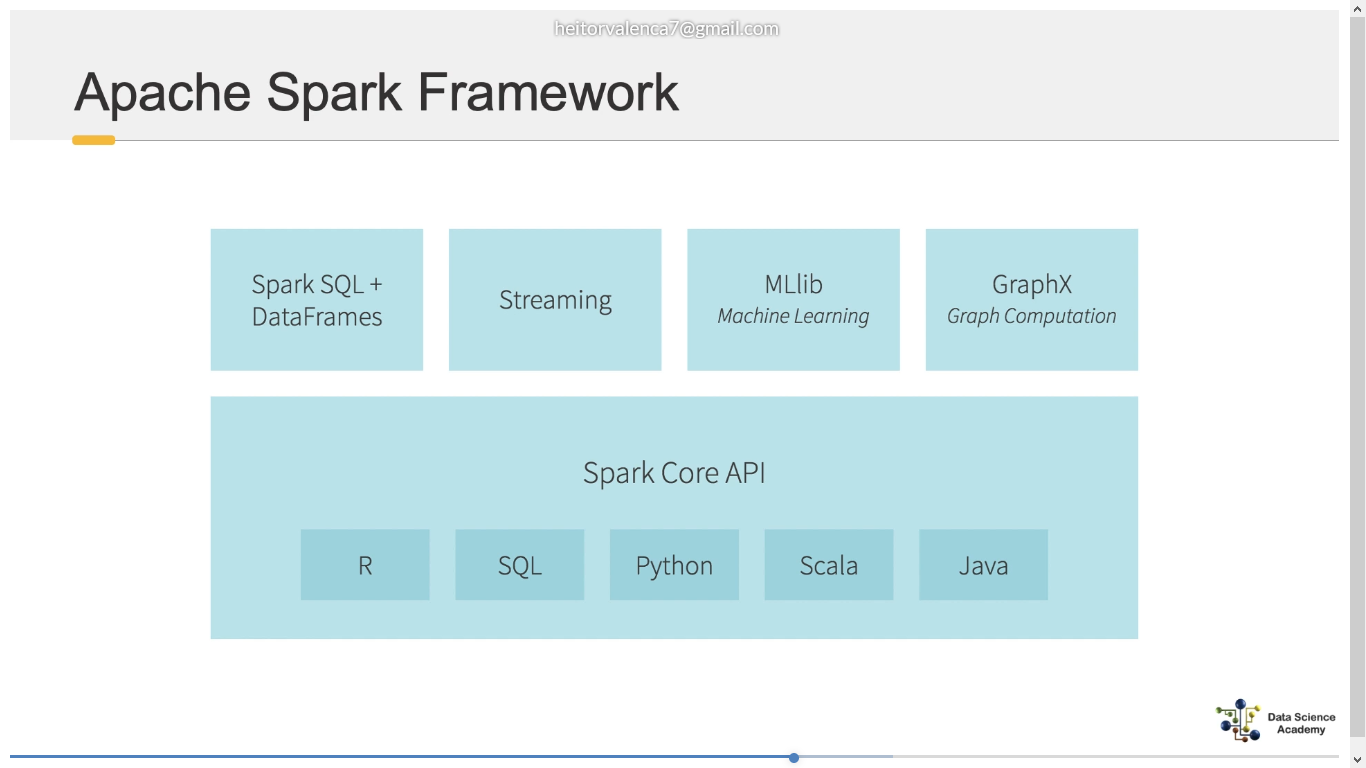 heitorvalenca7@gmail.com
Apache Spark Framework
Spark SQL +
DataFrames
Streaming
MLlib
Machine Learning
GraphX
Graph Computation
Spark Core API
R
SQL
Python
Scala
Java
Data Science
Academy